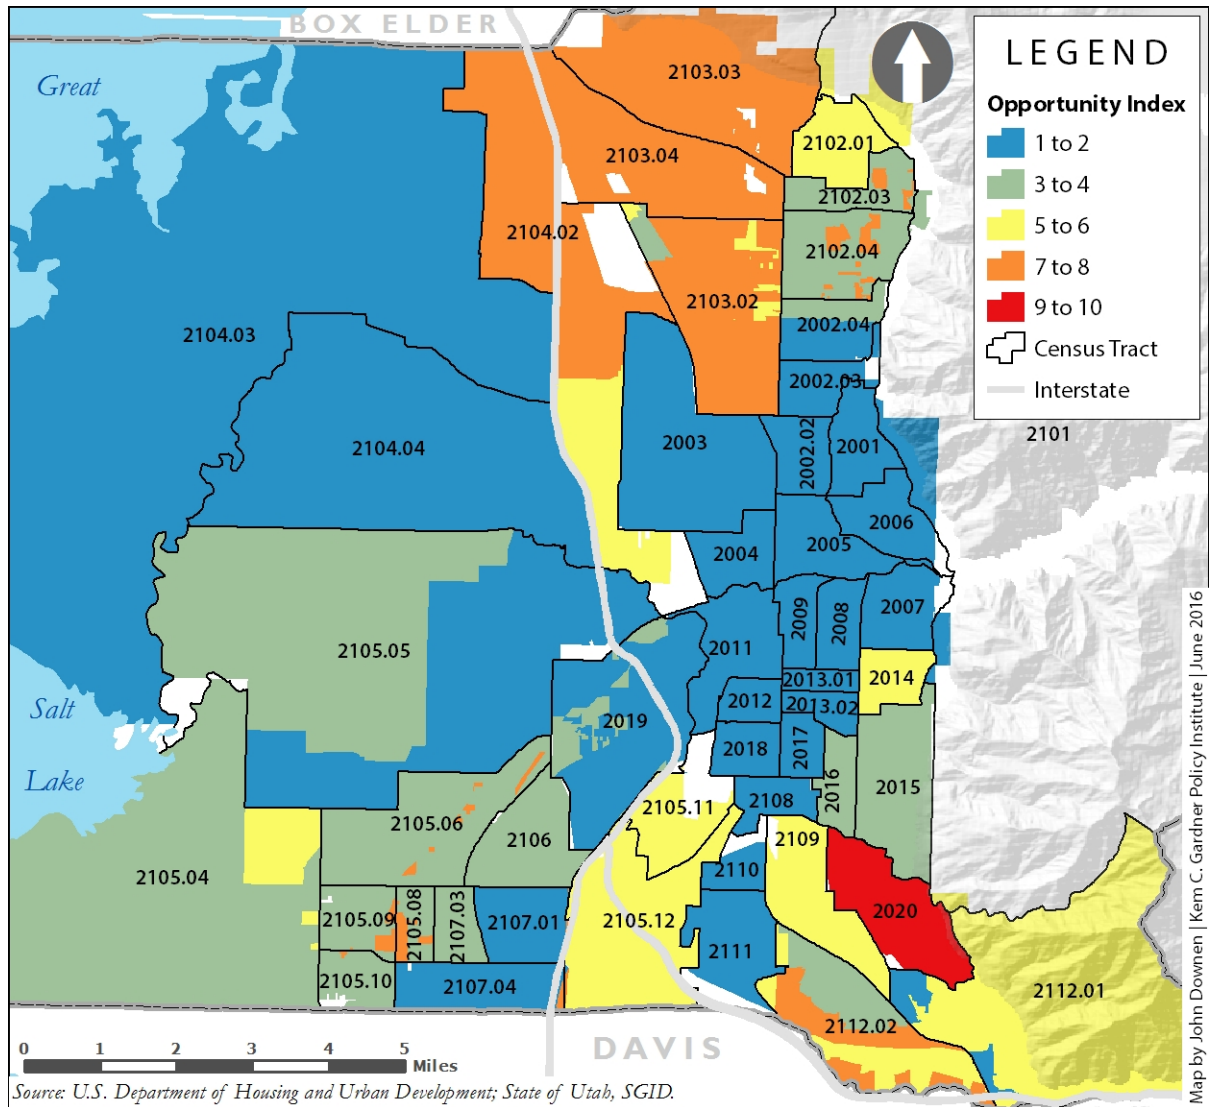 BOX ELDER
LEGEND
Opportunity Index
1 to 2
3 to 4
5 to 6
7 to 8
9 to 10
Census Tract
Interstate
Great
2103.03
2102.01
2103.04
2102.03
2104.02
2102.04
2103.02
2104.03
2002.04
2002.03
2101
2104.04
2003
2002.02
2001
2006
2004
2005
2009
2008
2007
2105.05
2011
2014
2013.01
2012
2013.02
Salt
2019
2018
2017
Lake
2016
2015
2105.11
2108
2105.06
2106
2109
2105.04
2110
2105.09
2105.08
2107.03
2107.01
2105.12
2020
2111
2105.10
2107.04
2112.01
2112.02
DAVIS
0 1 2 3 4 5
Miles
Source: U.S. Department of Housing and Urban Development; State of Utah, SGID.
Map by John Downen | Kem C. Gardner Policy Institute | June 2016